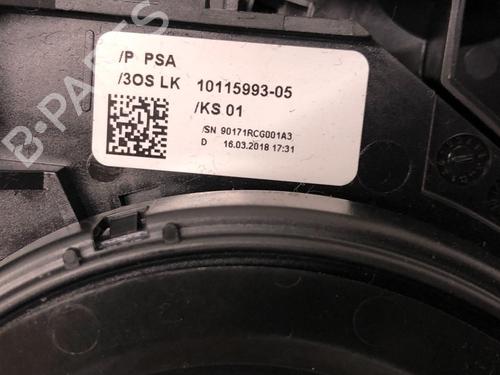 /P PSA
/3OS LK 10115993-05
/KS 01
/SN 90171RCG001A3
D 16.03.2018 17:31
B-PARTS